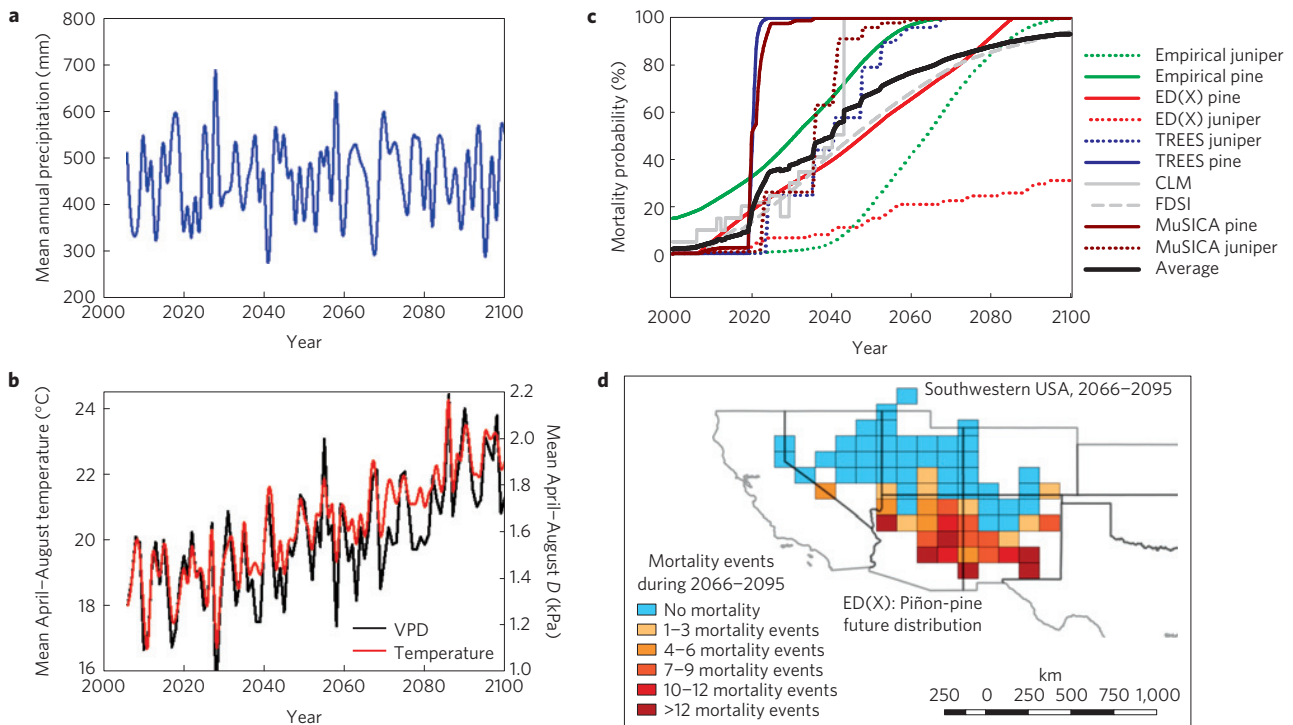 a
Mean annual precipitation (mm)
800
700
600
500
400
300
200
2000
2020
2040
2060
2080
2100
Year
b
Mean April–August temperature (°C)
24
22
20
18
16
2000
2020
2040
2060
2080
2100
Year
2.2
2.0
1.8
1.6
1.4
1.2
1.0
Mean April–August D (kPa)
VPD
Temperature
c
Mortality probability (%)
100
80
60
40
20
0
2000
2020
2040
2060
2080
2100
Year
Empirical juniper
Empirical pine
ED(X) pine
ED(X) juniper
TREES juniper
TREES pine
CLM
FDSI
MuSICA pine
MuSICA juniper
Average
d
Southwestern USA, 2066–2095
Mortality events
during 2066–2095
No mortality
1–3 mortality events
4–6 mortality events
7–9 mortality events
10–12 mortality events
>12 mortality events
ED(X): Piñon-pine
future distribution
km
250 0 250 500 750 1,000